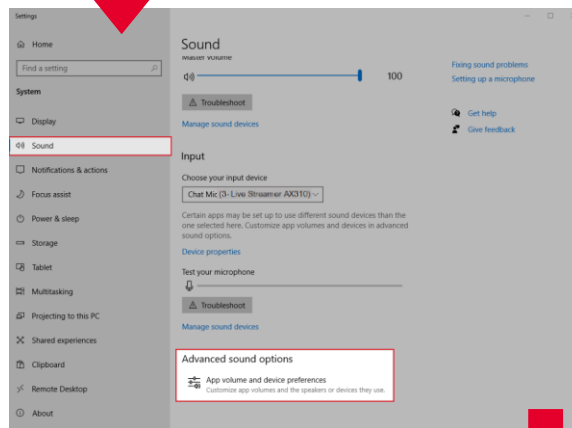 Settings
Home
Find a setting
System
Display
Sound
Notifications & actions
Focus assist
Power & sleep
Storage
Tablet
Multitasking
Projecting to this PC
Shared experiences
Clipboard
Remote Desktop
About
Sound
Master volume
100
Troubleshoot
Manage sound devices
Input
Choose your input device
Chat Mic (3- Live Streamer AX310)
Certain apps may be set up to use different sound devices than the
one selected here. Customize app volumes and devices in advanced
sound options.
Device properties
Test your microphone
Troubleshoot
Manage sound devices
Advanced sound options
App volume and device preferences
Customize app volumes and the speakers or devices they use.
Fixing sound problems
Setting up a microphone
Get help
Give feedback